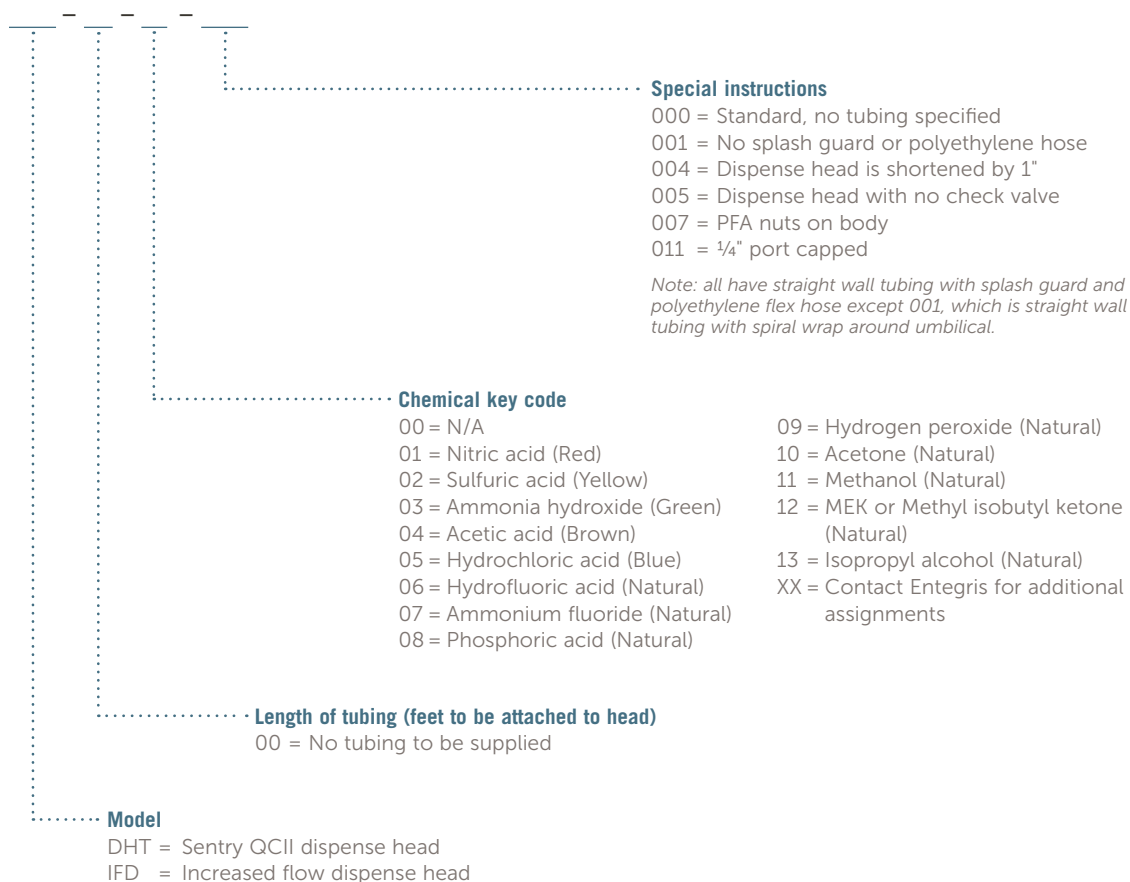 – – –
Special instructions
000 = Standard, no tubing specified
001 = No splash guard or polyethylene hose
004 = Dispense head is shortened by 1"
005 = Dispense head with no check valve
007 = PFA nuts on body
011 = ¼" port capped
Note: all have straight wall tubing with splash guard and
polyethylene flex hose except 001, which is straight wall
tubing with spiral wrap around umbilical.
Chemical key code
00 = N/A
01 = Nitric acid (Red)
02 = Sulfuric acid (Yellow)
03 = Ammonia hydroxide (Green)
04 = Acetic acid (Brown)
05 = Hydrochloric acid (Blue)
06 = Hydrofluoric acid (Natural)
07 = Ammonium fluoride (Natural)
08 = Phosphoric acid (Natural)
09 = Hydrogen peroxide (Natural)
10 = Acetone (Natural)
11 = Methanol (Natural)
12 = MEK or Methyl isobutyl ketone
(Natural)
13 = Isopropyl alcohol (Natural)
XX = Contact Entegris for additional
assignments
Length of tubing (feet to be attached to head)
00 = No tubing to be supplied
Model
DHT = Sentry QCII dispense head
IFD = Increased flow dispense head